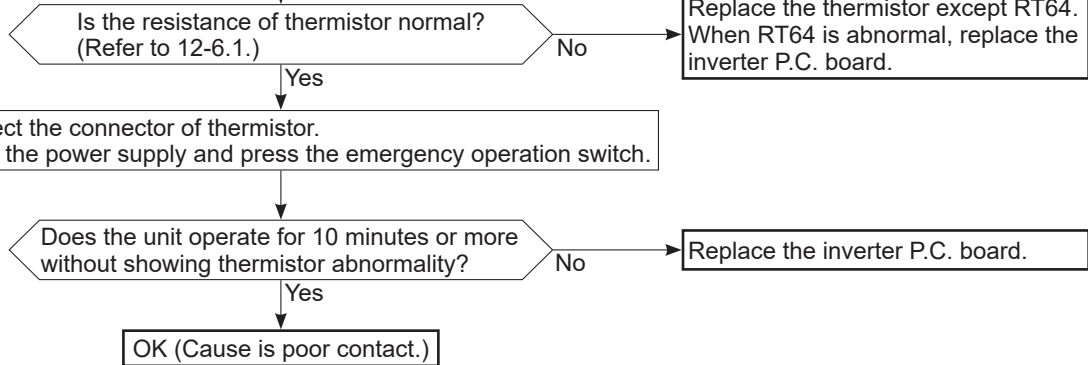 Is the resistance of thermistor normal?
(Refer to 12-6.1.)
No
Replace the thermistor except RT64.
When RT64 is abnormal, replace the
inverter P.C. board.
Yes
the connector of thermistor.
the power supply and press the emergency operation switch.
Does the unit operate for 10 minutes or more
without showing thermistor abnormality?
No
Replace the inverter P.C. board.
Yes
OK (Cause is poor contact.)